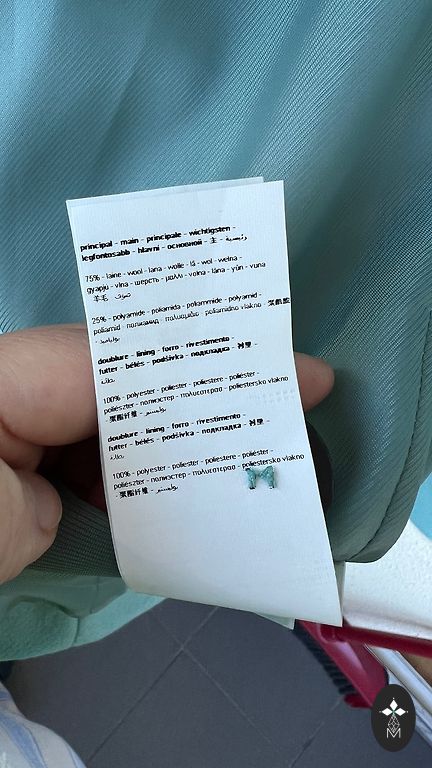 principal - main - principale - wichtigsten -
legfontosabb - hlavní - основной - 主 - رئيسية
75% - laine - wool - lana - wolle - lã - wol - wełna -
gyapjú - vlna - шерсть - μαλλί - volna - lâna - yün - vuna
羊毛 صوف
25% - polyamide - poliamida - poliammide - polyamid -
poliamid - полиамид - πολυαμίδιο - poliamidno vlakno - 聚酰胺
- بولياميد
doublure - lining - forro - rivestimento -
futter - bélés - podšívka - подкладка - 衬里 -
بطانة
100% - polyester - poliester - poliestere - poliéster -
poliészter - полиэстер - πολυεστέρας - poliestersko vlakno
- 聚酯纤维 - بوليستر
doublure - lining - forro - rivestimento -
futter - bélés - podšívka - подкладка - 衬里 -
بطانة
100% - polyester - poliester - poliestere - poliéster -
poliészter - полиэстер - πολυεστέρας - poliestersko vlakno
- 聚酯纤维 - بوليستر
M